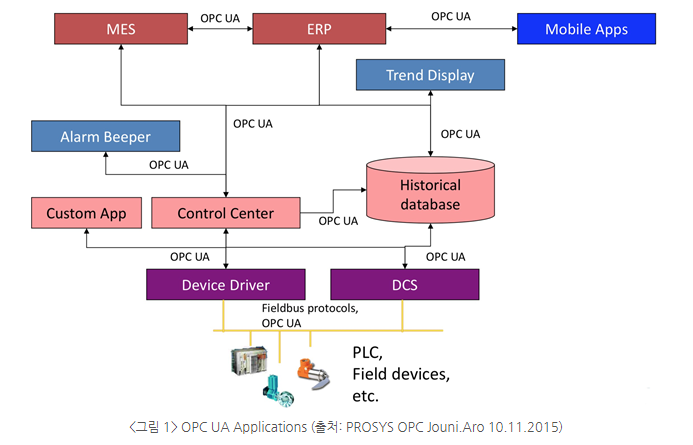 OPC UA
OPC UA
MES
ERP
Mobile Apps
Trend Display
OPC UA
OPC UA
Alarm Beeper
OPC UA
Historical
database
Custom App
Control Center
OPC UA
OPC UA
OPC UA
Device Driver
DCS
Fieldbus protocols,
OPC UA
PLC,
Field devices,
etc.
<그림 1> OPC UA Applications (출처: PROSYS OPC Jouni.Aro 10.11.2015)